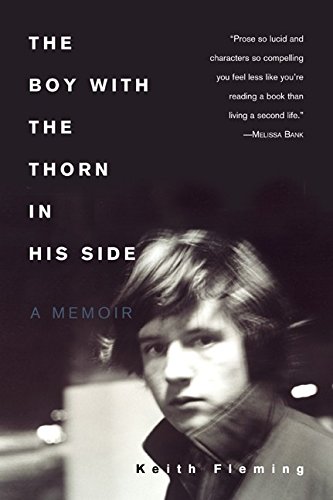 THE
BOY WITH
THE
THORN
IN
HIS SIDE
A MEMOIR
"Prose so lucid and
characters so compelling
you feel less like you're
reading a book than
living a second life."
—MELISSA BANK
Keith Fleming